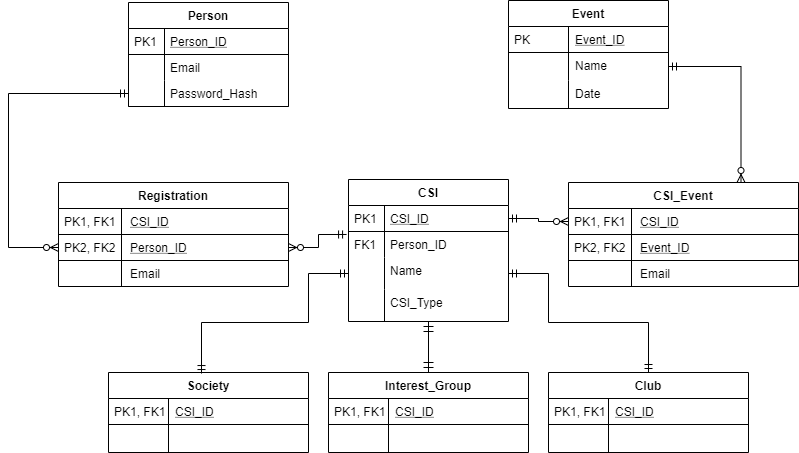 Person
PK1 Person_ID
Email
Password_Hash
Event
PK Event_ID
Name
Date
Registration
PK1, FK1 CSI_ID
PK2, FK2 Person_ID
Email
CSI
PK1 CSI_ID
FK1 Person_ID
Name
CSI_Type
CSI_Event
PK1, FK1 CSI_ID
PK2, FK2 Event_ID
Email
Society
PK1, FK1 CSI_ID
Interest_Group
PK1, FK1 CSI_ID
Club
PK1, FK1 CSI_ID